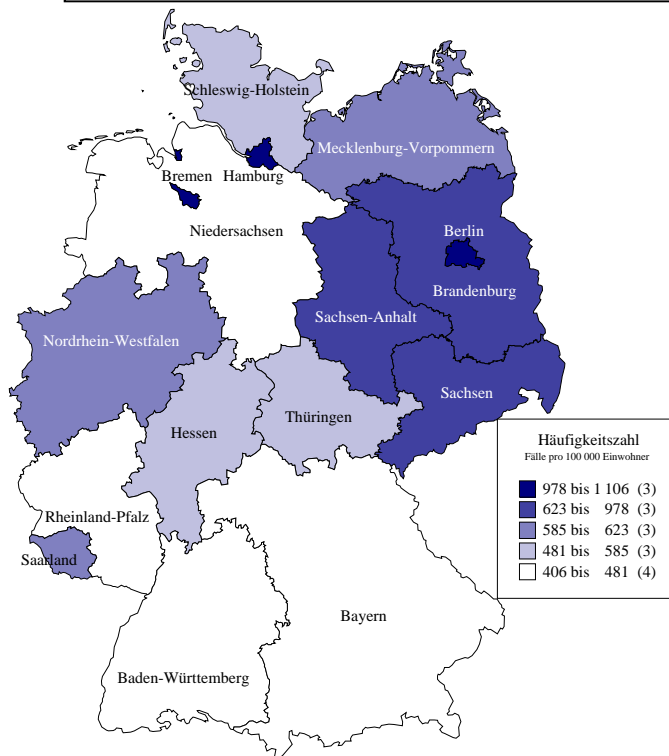 Schleswig-Holstein
Mecklenburg-Vorpommern
Bremen
Hamburg
Niedersachsen
Berlin
Brandenburg
Sachsen-Anhalt
Nordrhein-Westfalen
Sachsen
Thüringen
Hessen
Rheinland-Pfalz
Saarland
Bayern
Baden-Württemberg
Häufigkeitszahl
Fälle pro 100 000 Einwohner
978 bis 1 106 (3)
623 bis 978 (3)
585 bis 623 (3)
481 bis 585 (3)
406 bis 481 (4)